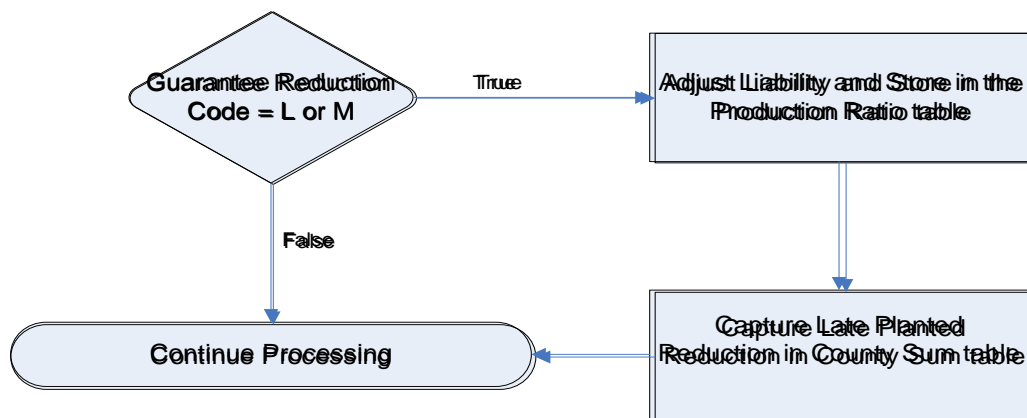 Guarantee Reduction
Code = L or M
True
Adjust Liability and Store in the
Production Ratio table
False
Continue Processing
Capture Late Planted
Reduction in County Sum table